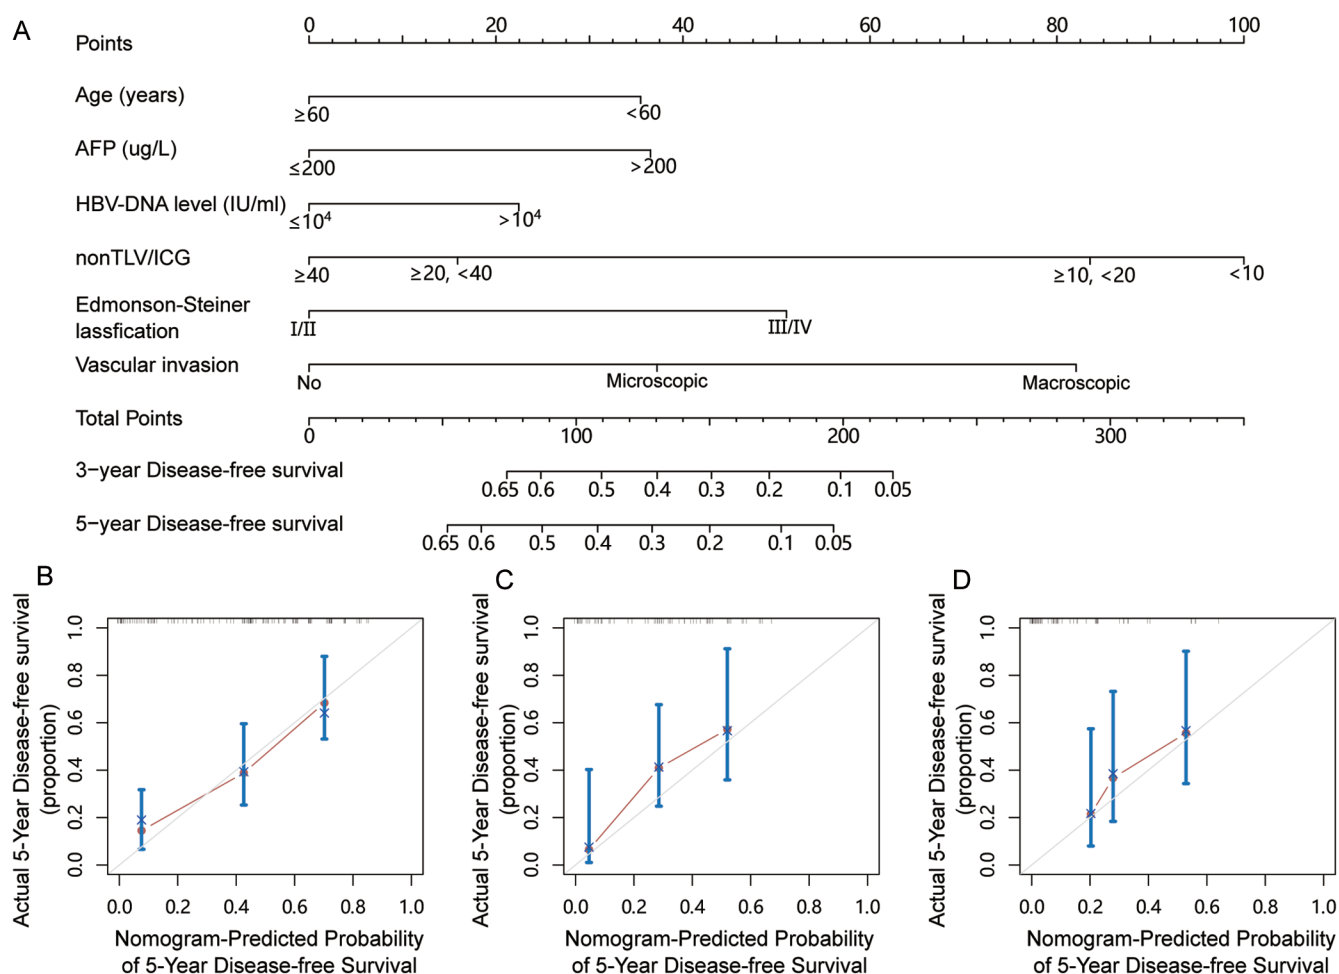 A
Points
0 20 40 60 80 100
Age (years)
≥60 <60
AFP (ug/L)
≤200 >200
HBV-DNA level (IU/ml)
≤10⁴ >10⁴
nonTLV/ICG
≥40 ≥20, <40 ≥10, <20 <10
Edmonson-Steiner
lassfication
I/II III/IV
Vascular invasion
No Microscopic Macroscopic
Total Points
0 100 200 300
3−year Disease-free survival
0.65 0.6 0.5 0.4 0.3 0.2 0.1 0.05
5−year Disease-free survival
0.65 0.6 0.5 0.4 0.3 0.2 0.1 0.05
B
Actual 5-Year Disease-free survival
(proportion)
1.0
0.8
0.6
0.4
0.2
0.0
0.0 0.2 0.4 0.6 0.8 1.0
Nomogram-Predicted Probability
of 5-Year Disease-free Survival
C
Actual 5-Year Disease-free survival
(proportion)
1.0
0.8
0.6
0.4
0.2
0.0
0.0 0.2 0.4 0.6 0.8 1.0
Nomogram-Predicted Probability
of 5-Year Disease-free Survival
D
Actual 5-Year Disease-free survival
(proportion)
1.0
0.8
0.6
0.4
0.2
0.0
0.0 0.2 0.4 0.6 0.8 1.0
Nomogram-Predicted Probability
of 5-Year Disease-free Survival